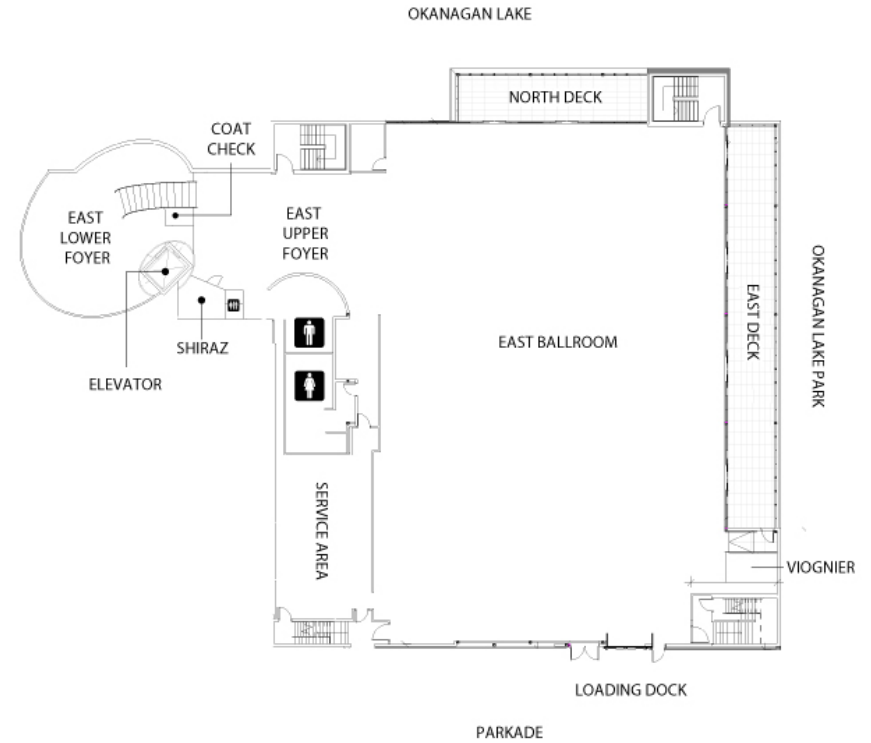 OKANAGAN LAKE
NORTH DECK
COAT
CHECK
EAST
LOWER
FOYER
EAST
UPPER
FOYER
OKANAGAN LAKE PARK
EAST DECK
EAST BALLROOM
SHIRAZ
ELEVATOR
SERVICE AREA
VIOGNIER
LOADING DOCK
PARKADE